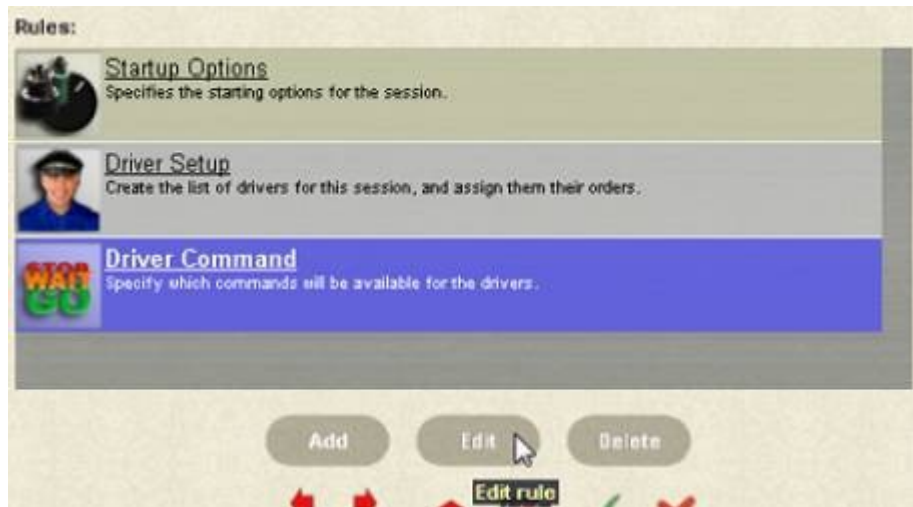 Rules:
Startup Options
Specifies the starting options for the session.
Driver Setup
Create the list of drivers for this session, and assign them their orders.
STOP
WAIT
GO
Driver Command
Specify which commands will be available for the drivers.
Add Edit Delete
Edit rule